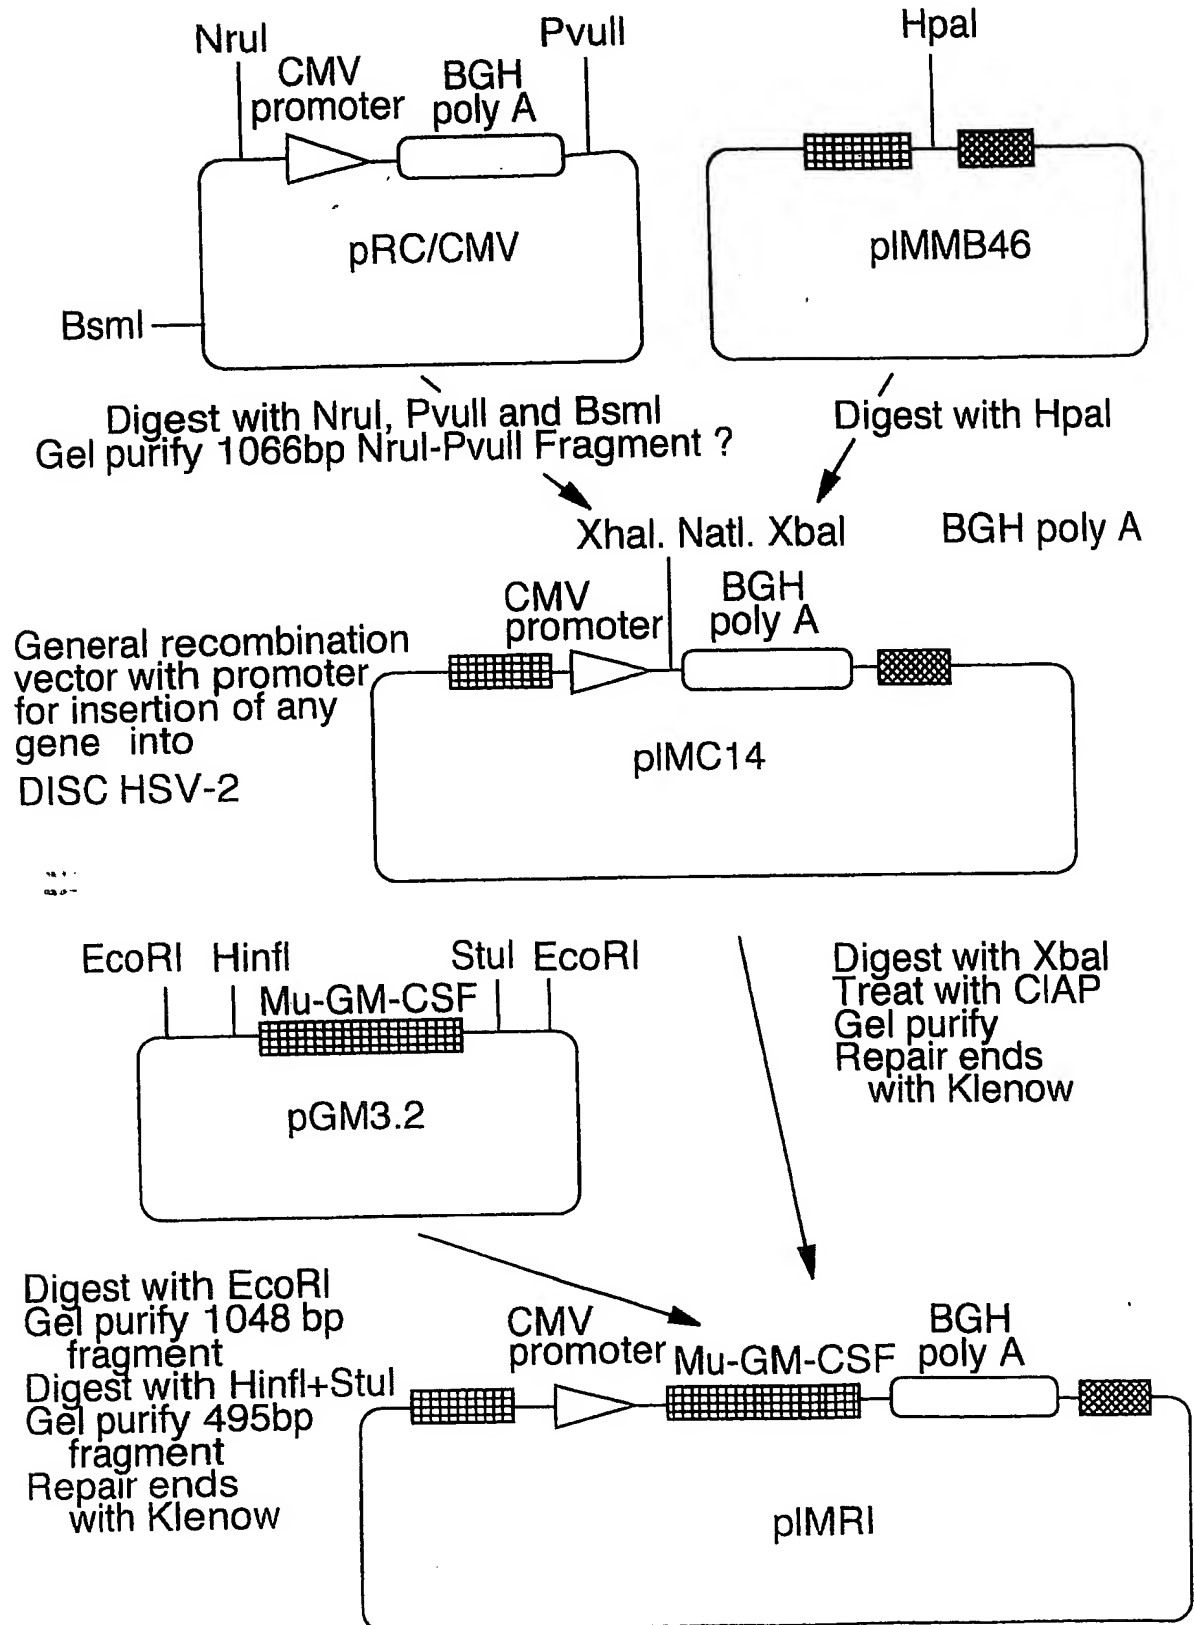 NruI
PvuII
HpaI
CMV
promoter
BGH
poly A
pRC/CMV
pIMMB46
BsmI
Digest with NruI, PvuII and BsmI
Gel purify 1066bp NruI-PvuII Fragment ?
Digest with HpaI
XhaI. NatI. XbaI
BGH poly A
CMV
promoter
BGH
poly A
General recombination
vector with promoter
for insertion of any
gene into
DISC HSV-2
pIMC14
EcoRI HinfI
StuI EcoRI
Mu-GM-CSF
pGM3.2
Digest with XbaI
Treat with CIAP
Gel purify
Repair ends
with Klenow
Digest with EcoRI
Gel purify 1048 bp
fragment
Digest with HinfI+StuI
Gel purify 495bp
fragment
Repair ends
with Klenow
CMV
promoter
Mu-GM-CSF
BGH
poly A
pIMRI